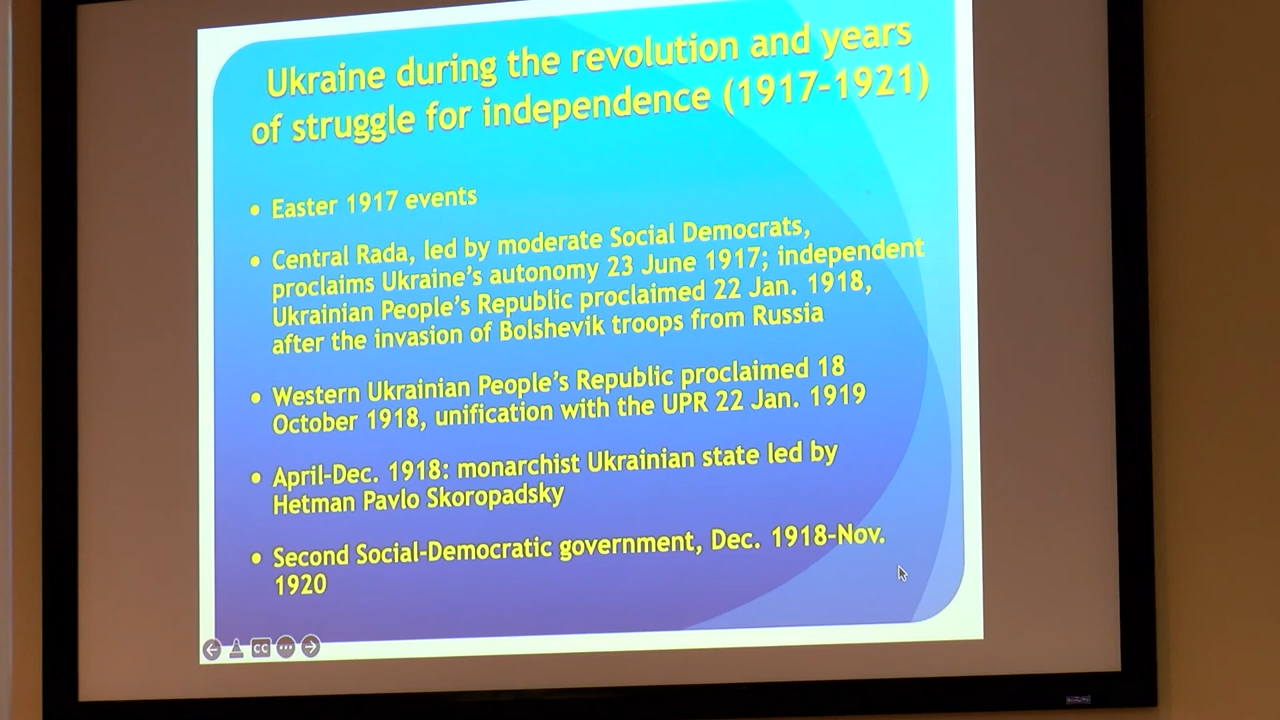 Ukraine during the revolution and years
of struggle for independence (1917-1921)
• Easter 1917 events
• Central Rada, led by moderate Social Democrats,
proclaims Ukraine's autonomy 23 June 1917; independent
Ukrainian People's Republic proclaimed 22 Jan. 1918,
after the invasion of Bolshevik troops from Russia
• Western Ukrainian People's Republic proclaimed 18
October 1918, unification with the UPR 22 Jan. 1919
• April-Dec. 1918: monarchist Ukrainian state led by
Hetman Pavlo Skoropadsky
• Second Social-Democratic government, Dec. 1918-Nov.
1920
CC